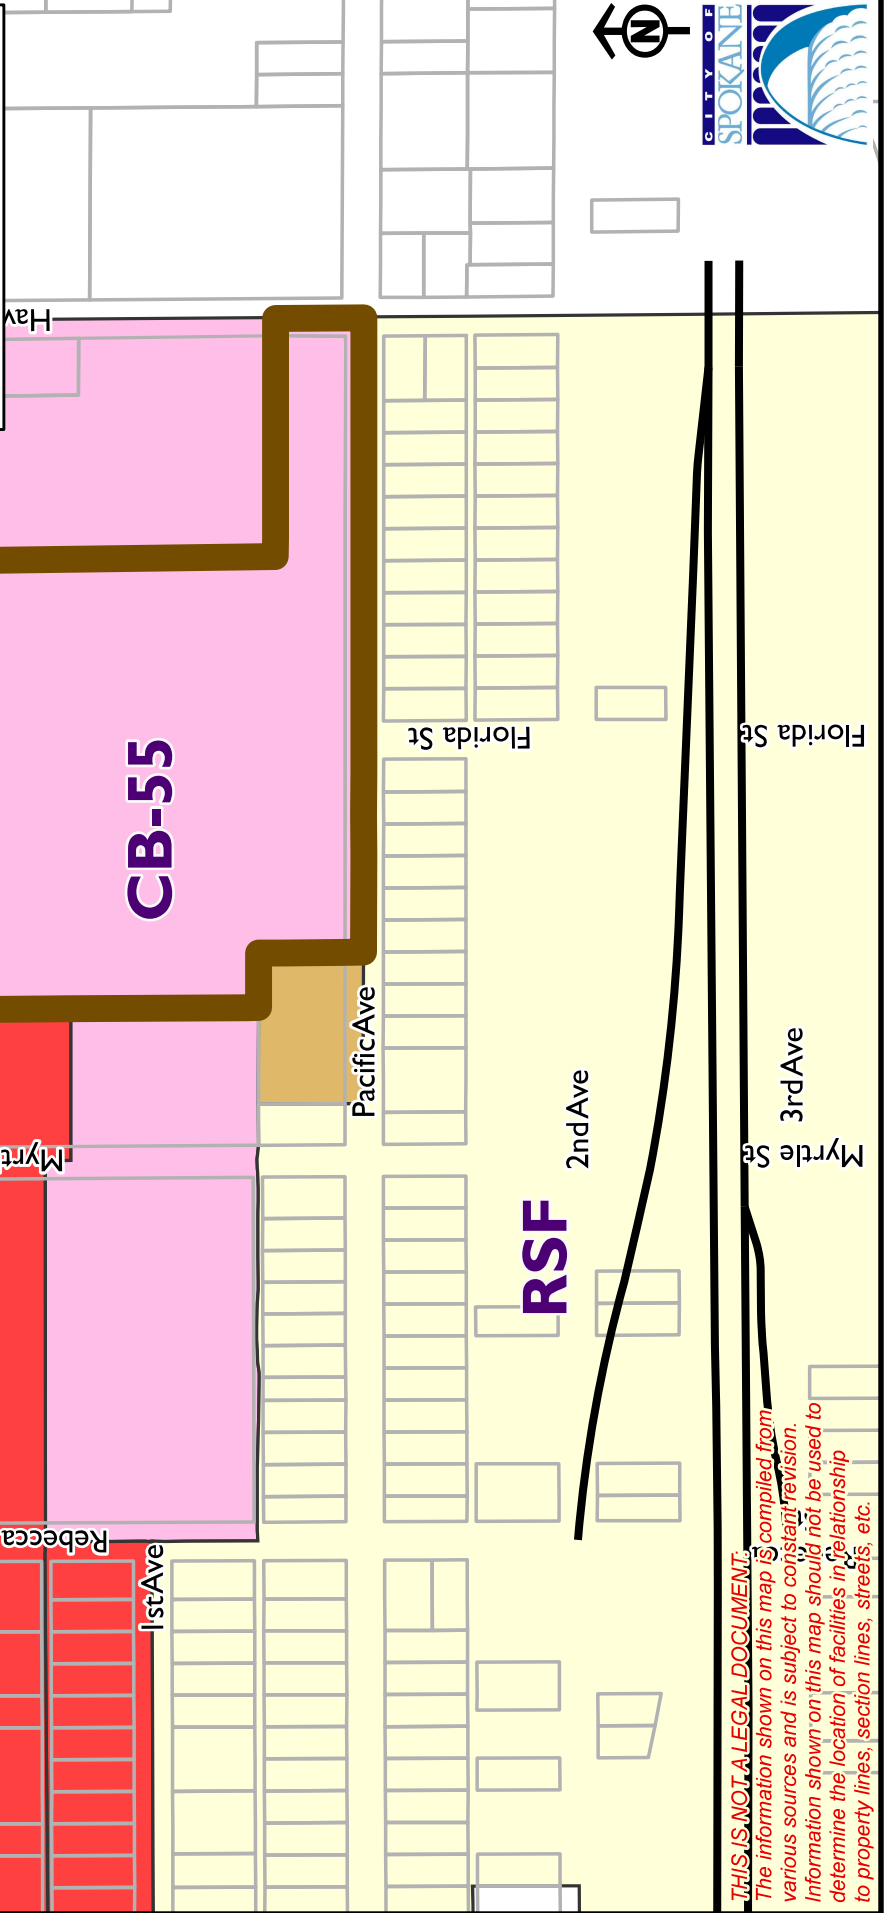 CITY OF
SPOKANE
N
Hav
CB-55
Florida St
Florida St
Pacific Ave
2nd Ave
3rd Ave
Myrt
Myrtle St
RSF
Rebecca
1st Ave
THIS IS NOT A LEGAL DOCUMENT:
The information shown on this map is compiled from
various sources and is subject to constant revision.
Information shown on this map should not be used to
determine the location of facilities in relationship
to property lines, section lines, streets, etc.